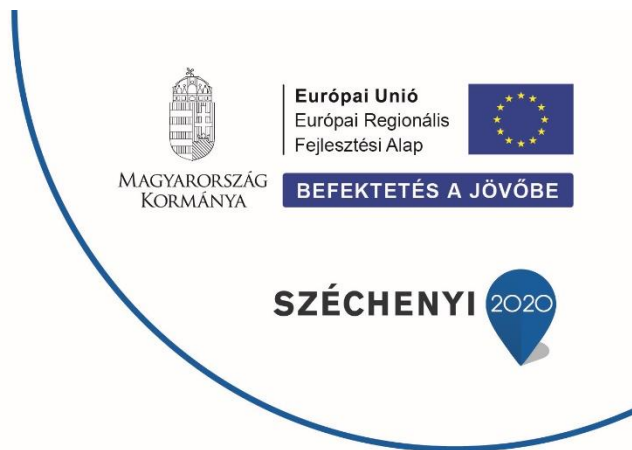 Európai Unió
Európai Regionális
Fejlesztési Alap
MAGYARORSZÁG
KORMÁNYA
BEFEKTETÉS A JÖVŐBE
SZÉCHENYI 2020